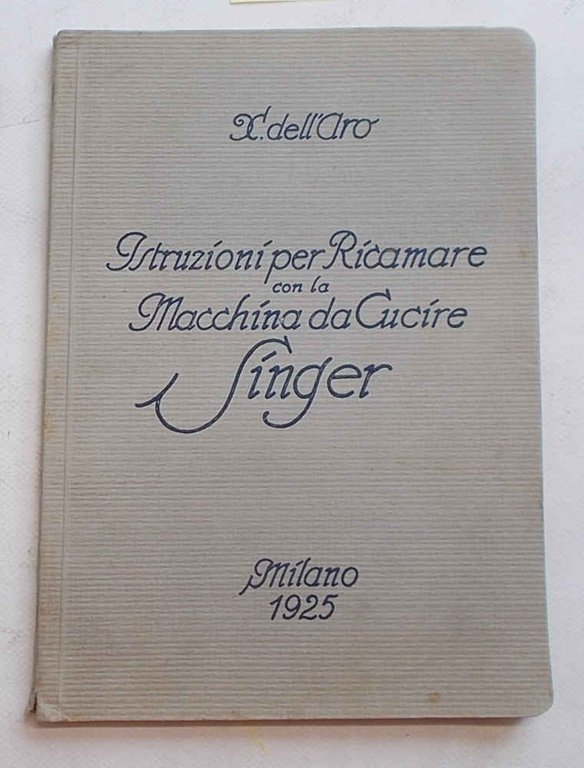 X. dell'Aro
Istruzioni per Ricamare
con la
Macchina da Cucire
Singer
Milano
1925